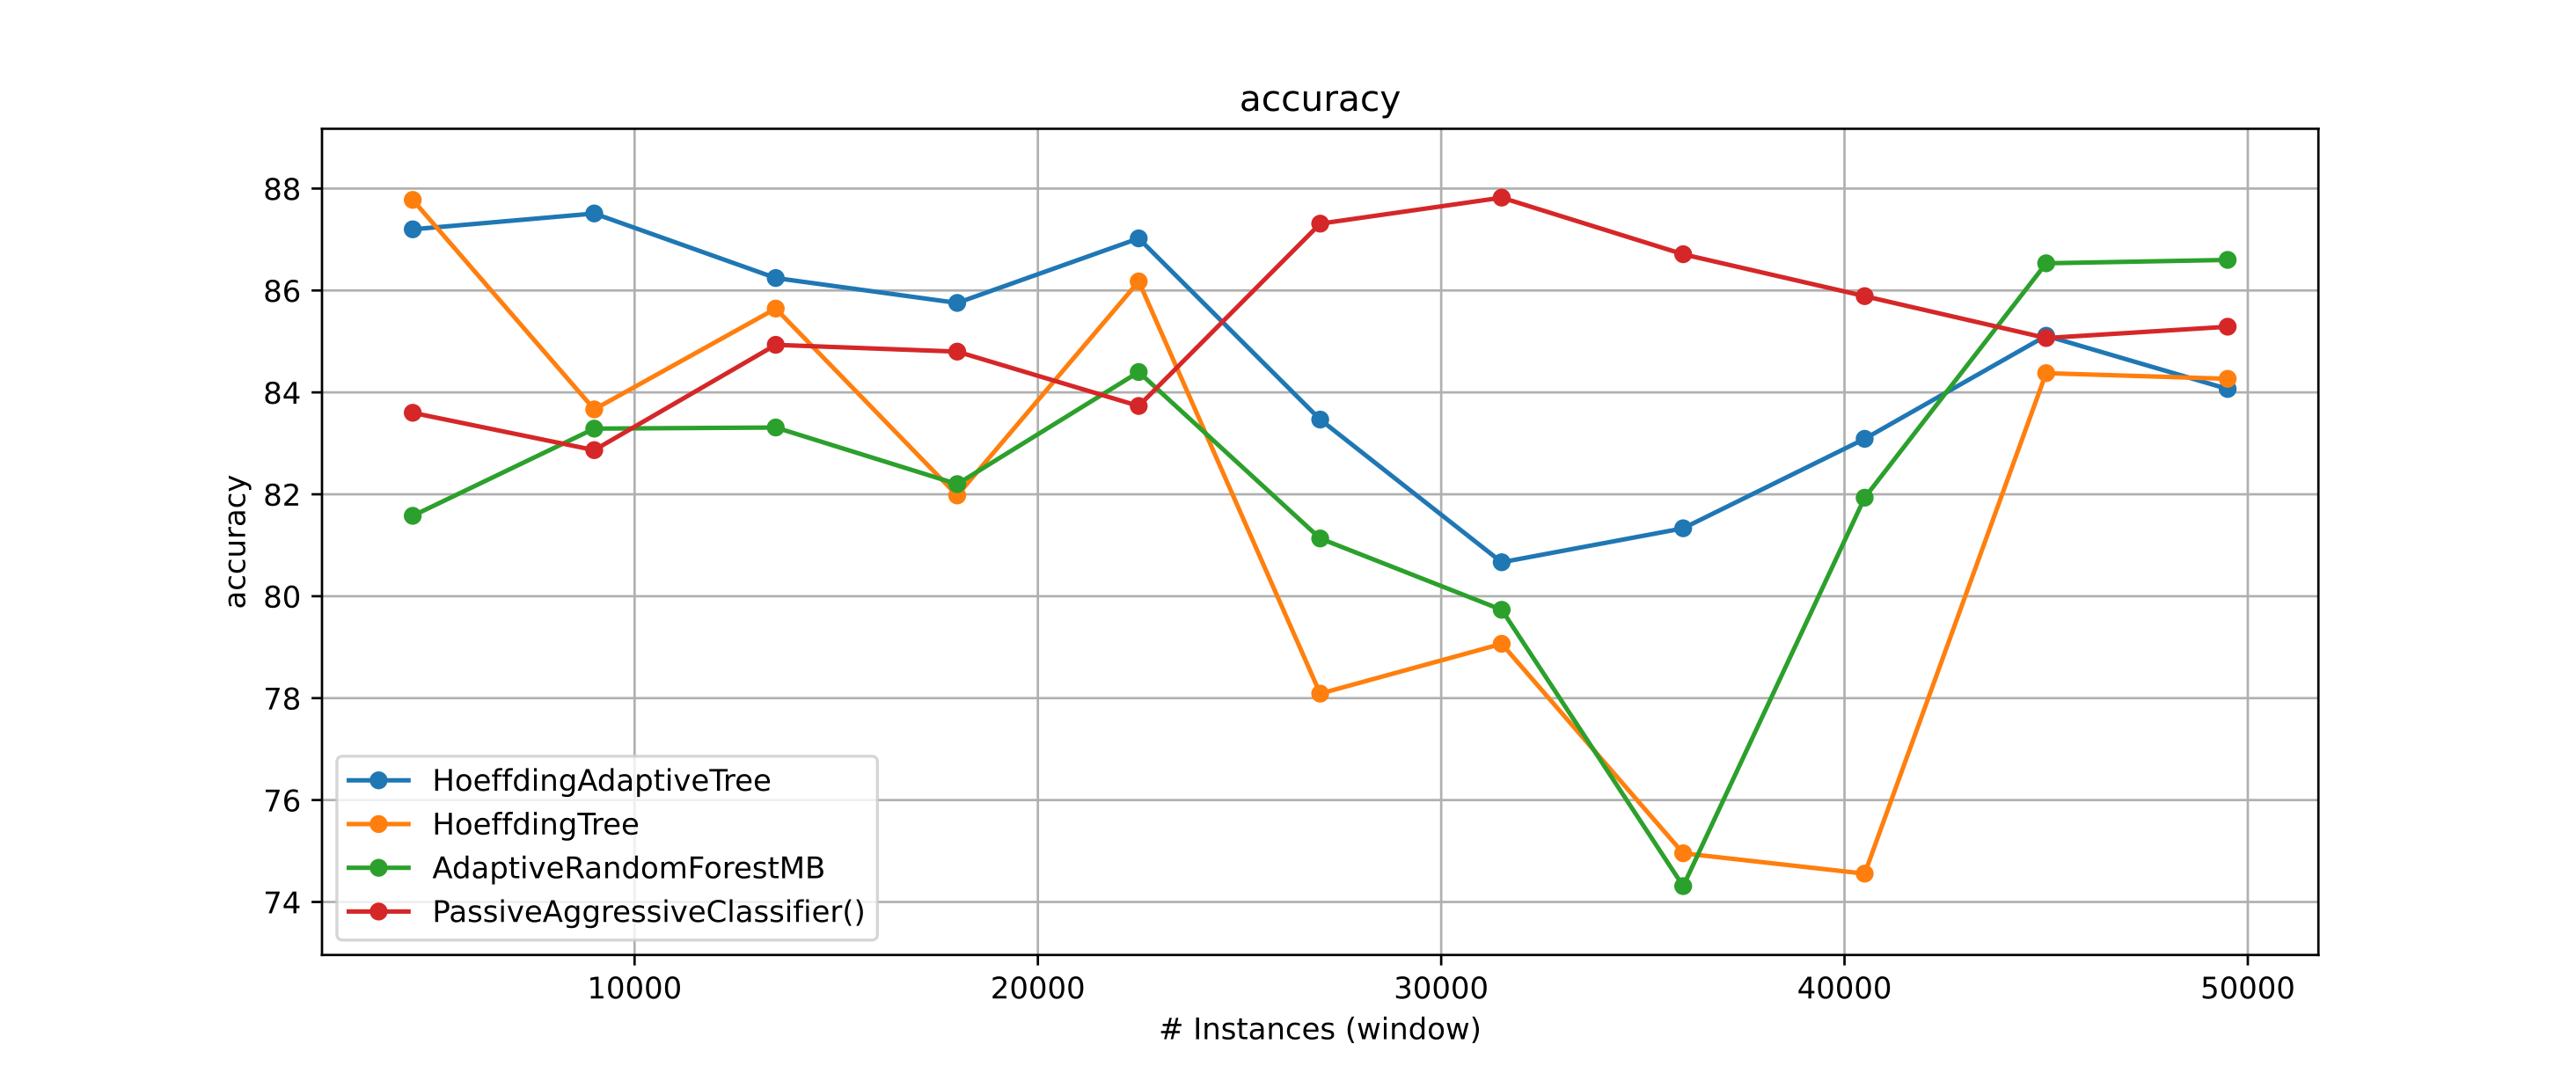 accuracy
88
86
84
82
80
78
76
74
accuracy
HoeffdingAdaptiveTree
HoeffdingTree
AdaptiveRandomForestMB
PassiveAggressiveClassifier()
10000 20000 30000 40000 50000
# Instances (window)